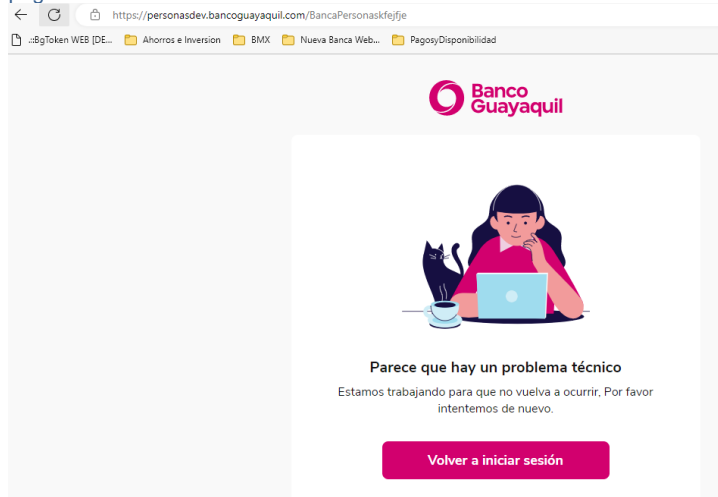 https://personasdev.bancoguayaquil.com/BancaPersonaskfejfje
.::BgToken WEB [DE... Ahorros e Inversion BMX Nueva Banca Web... PagosyDisponibilidad
Banco
Guayaquil
Parece que hay un problema técnico
Estamos trabajando para que no vuelva a ocurrir, Por favor
intentemos de nuevo.
Volver a iniciar sesión